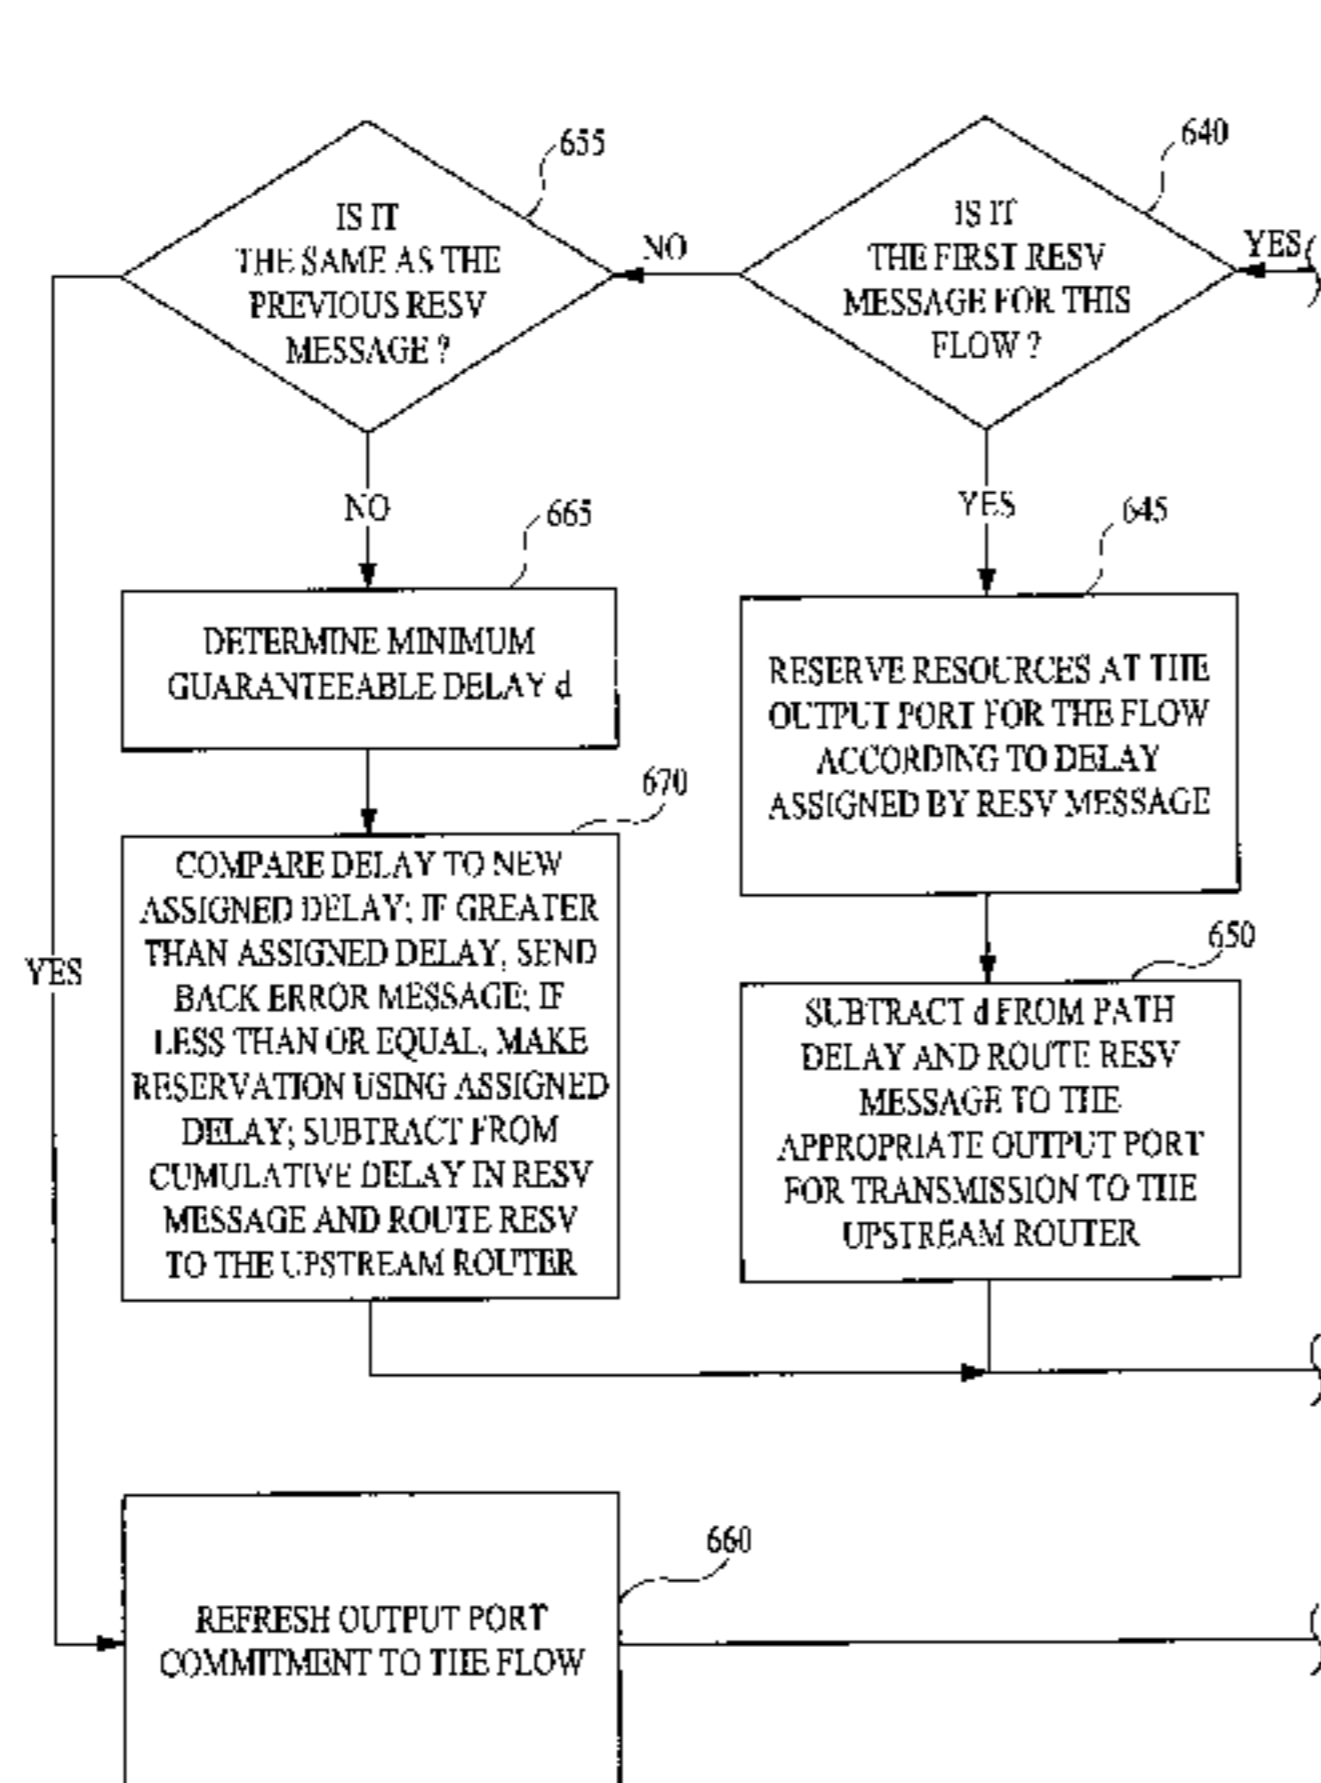 655
IS IT
THE SAME AS THE
PREVIOUS RESV
MESSAGE ?
NO
640
IS IT
THE FIRST RESV
MESSAGE FOR THIS
FLOW ?
YES
NO
665
DETERMINE MINIMUM
GUARANTEEABLE DELAY d
YES
645
RESERVE RESOURCES AT THE
OUTPUT PORT FOR THE FLOW
ACCORDING TO DELAY
ASSIGNED BY RESV MESSAGE
670
COMPARE DELAY TO NEW
ASSIGNED DELAY; IF GREATER
THAN ASSIGNED DELAY, SEND
BACK ERROR MESSAGE; IF
LESS THAN OR EQUAL, MAKE
RESERVATION USING ASSIGNED
DELAY; SUBTRACT FROM
CUMULATIVE DELAY IN RESV
MESSAGE AND ROUTE RESV
TO THE UPSTREAM ROUTER
YES
650
SUBTRACT d FROM PATH
DELAY AND ROUTE RESV
MESSAGE TO THE
APPROPRIATE OUTPUT PORT
FOR TRANSMISSION TO THE
UPSTREAM ROUTER
660
REFRESH OUTPUT PORT
COMMITMENT TO THE FLOW